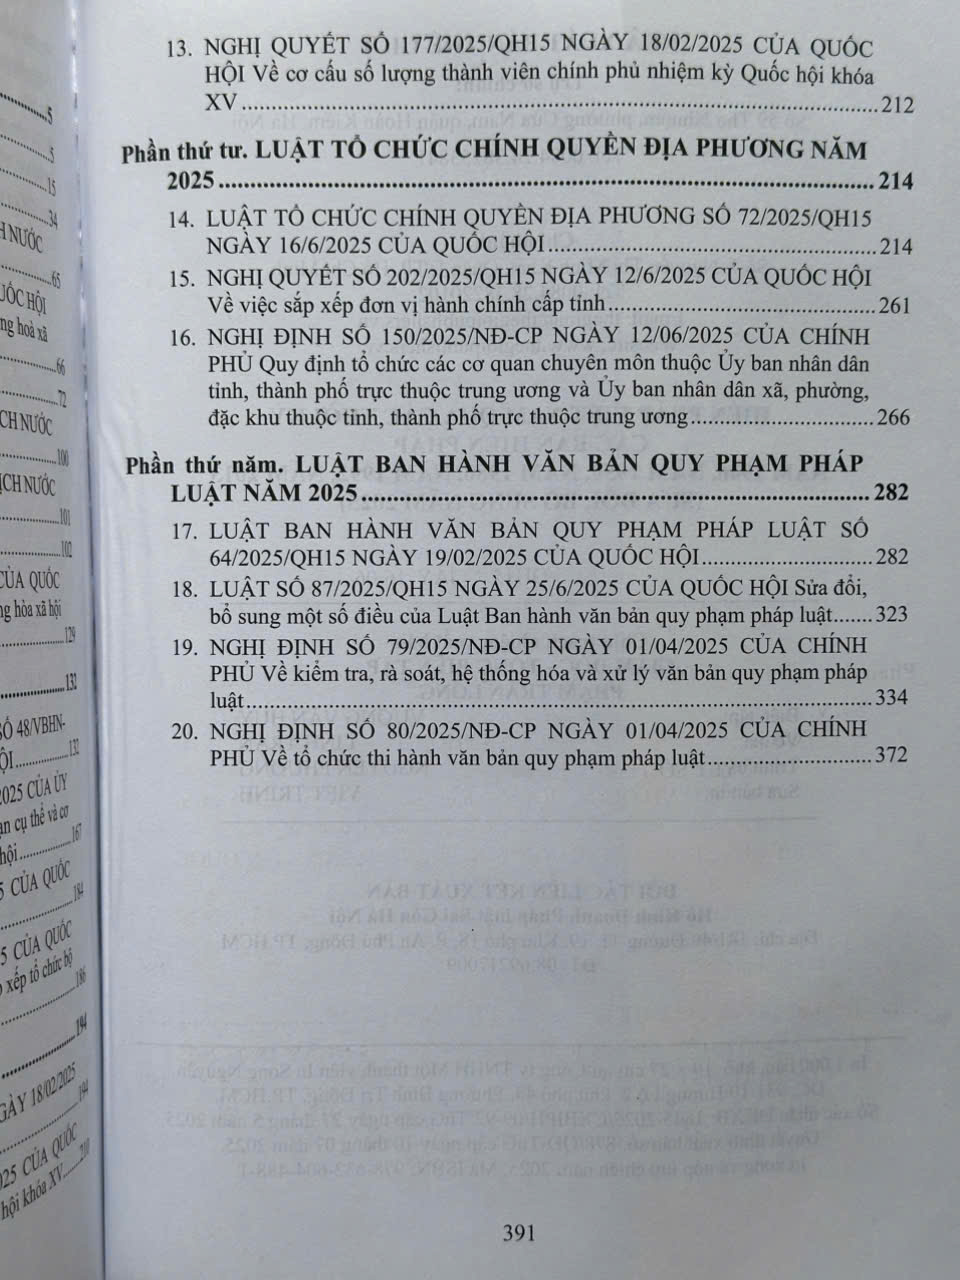 13. NGHỊ QUYẾT SỐ 177/2025/QH15 NGÀY 18/02/2025 CỦA QUỐC
HỘI Về cơ cấu số lượng thành viên chính phủ nhiệm kỳ Quốc hội khóa
XV.....212
Phần thứ tư. LUẬT TỔ CHỨC CHÍNH QUYỀN ĐỊA PHƯƠNG NĂM
2025.....214
14. LUẬT TỔ CHỨC CHÍNH QUYỀN ĐỊA PHƯƠNG SỐ 72/2025/QH15
NGÀY 16/6/2025 CỦA QUỐC HỘI.....214
15. NGHỊ QUYẾT SỐ 202/2025/QH15 NGÀY 12/6/2025 CỦA QUỐC HỘI
Về việc sắp xếp đơn vị hành chính cấp tỉnh.....261
16. NGHỊ ĐỊNH SỐ 150/2025/NĐ-CP NGÀY 12/06/2025 CỦA CHÍNH
PHỦ Quy định tổ chức các cơ quan chuyên môn thuộc Ủy ban nhân dân
tỉnh, thành phố trực thuộc trung ương và Ủy ban nhân dân xã, phường,
đặc khu thuộc tỉnh, thành phố trực thuộc trung ương.....266
Phần thứ năm. LUẬT BAN HÀNH VĂN BẢN QUY PHẠM PHÁP
LUẬT NĂM 2025.....282
17. LUẬT BAN HÀNH VĂN BẢN QUY PHẠM PHÁP LUẬT SỐ
64/2025/QH15 NGÀY 19/02/2025 CỦA QUỐC HỘI.....282
18. LUẬT SỐ 87/2025/QH15 NGÀY 25/6/2025 CỦA QUỐC HỘI Sửa đổi,
bổ sung một số điều của Luật Ban hành văn bản quy phạm pháp luật.....323
19. NGHỊ ĐỊNH SỐ 79/2025/NĐ-CP NGÀY 01/04/2025 CỦA CHÍNH
PHỦ Về kiểm tra, rà soát, hệ thống hóa và xử lý văn bản quy phạm pháp
luật.....334
20. NGHỊ ĐỊNH SỐ 80/2025/NĐ-CP NGÀY 01/04/2025 CỦA CHÍNH
PHỦ Về tổ chức thi hành văn bản quy phạm pháp luật.....372
391